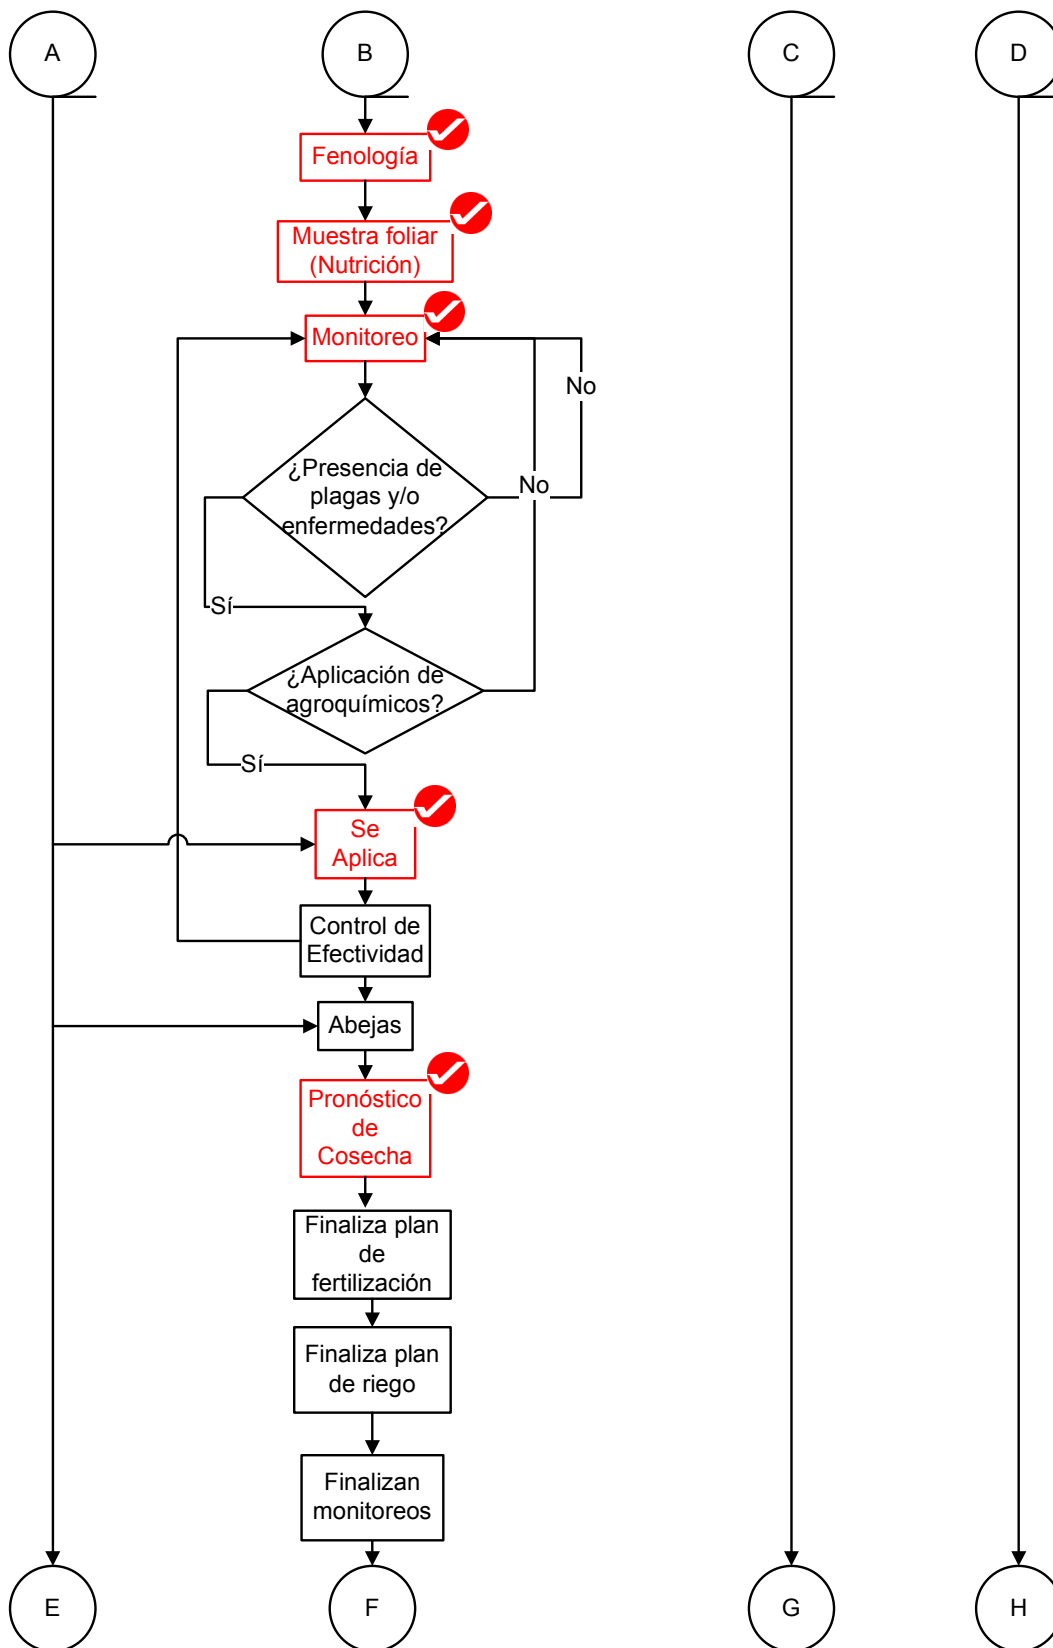 A
B
C
D
Fenología
Muestra foliar
(Nutrición)
Monitoreo
No
¿Presencia de
plagas y/o
enfermedades?
No
Sí
¿Aplicación de
agroquímicos?
Sí
Se
Aplica
Control de
Efectividad
Abejas
Pronóstico
de
Cosecha
Finaliza plan
de
fertilización
Finaliza plan
de riego
Finalizan
monitoreos
E
F
G
H